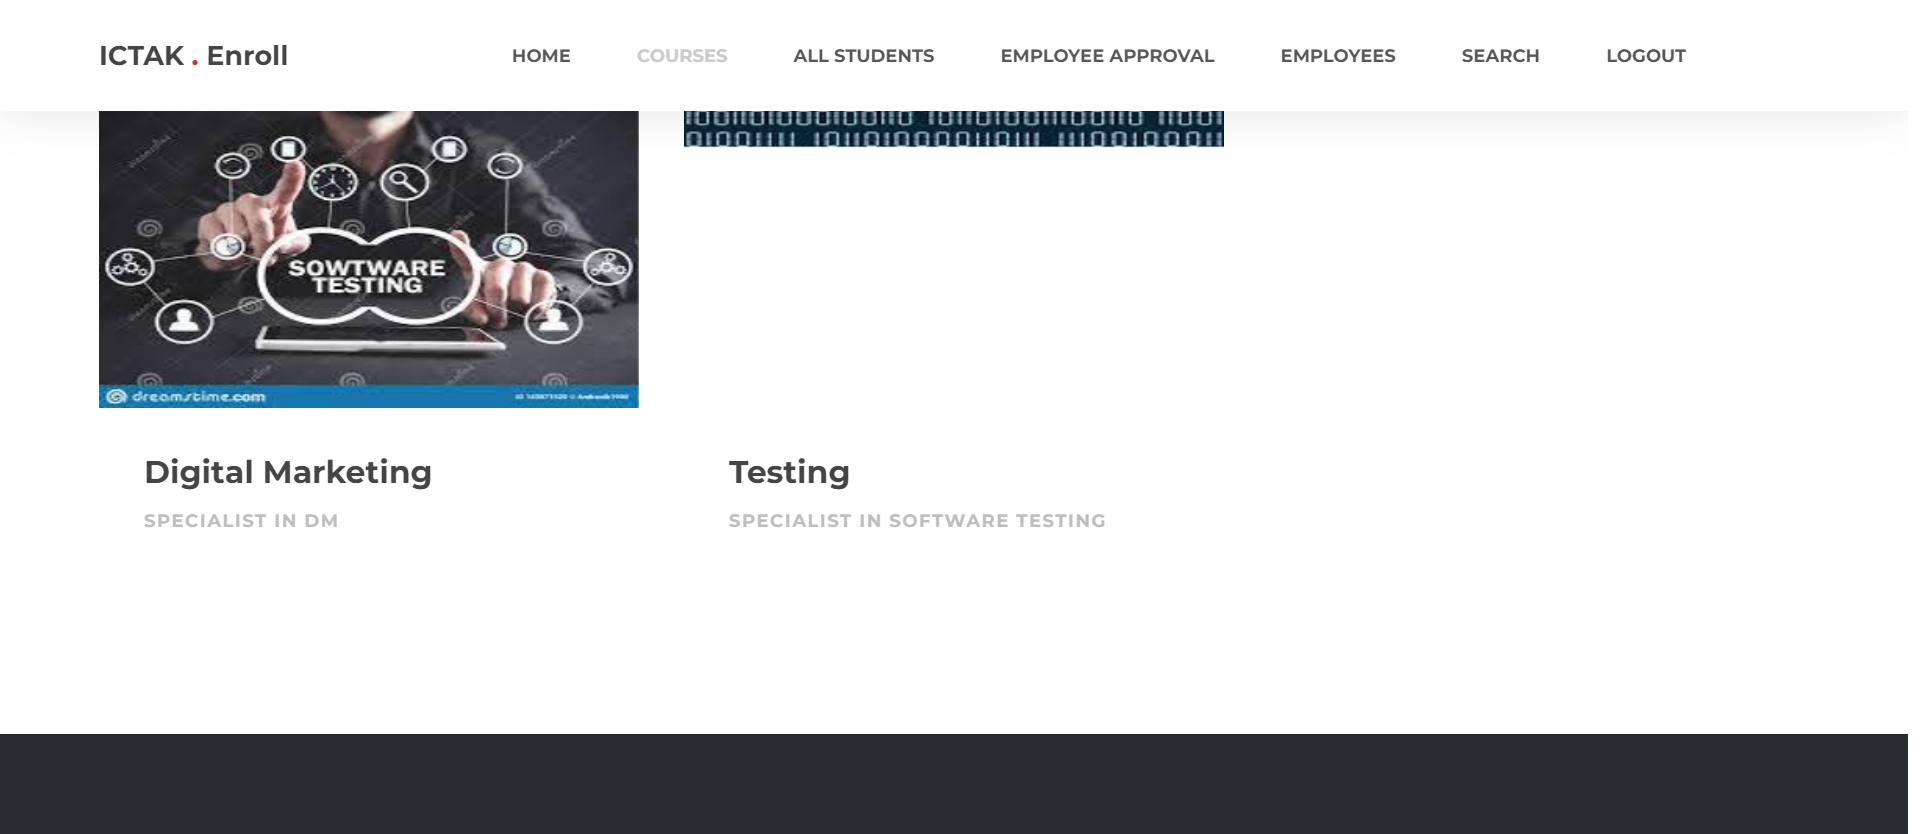 ICTAK . Enroll
HOME
COURSES
ALL STUDENTS
EMPLOYEE APPROVAL
EMPLOYEES
SEARCH
LOGOUT
SOWTWARE
TESTING
dreamstime.com
Digital Marketing
SPECIALIST IN DM
Testing
SPECIALIST IN SOFTWARE TESTING